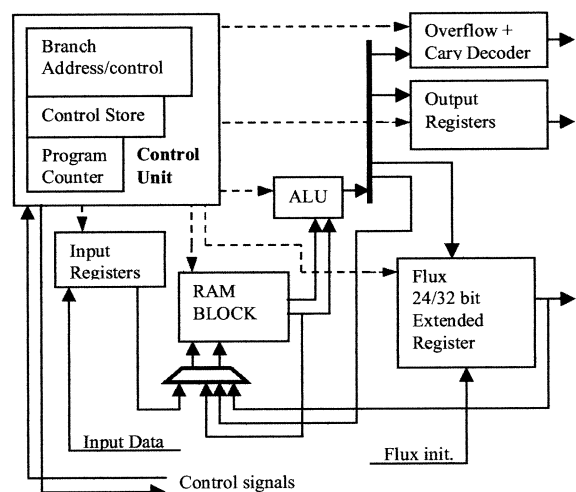 Branch
Address/control
Control Store
Program
Counter
Control
Unit
Overflow +
Cary Decoder
Output
Registers
ALU
Input
Registers
RAM
BLOCK
Flux
24/32 bit
Extended
Register
Input Data
Flux init.
Control signals